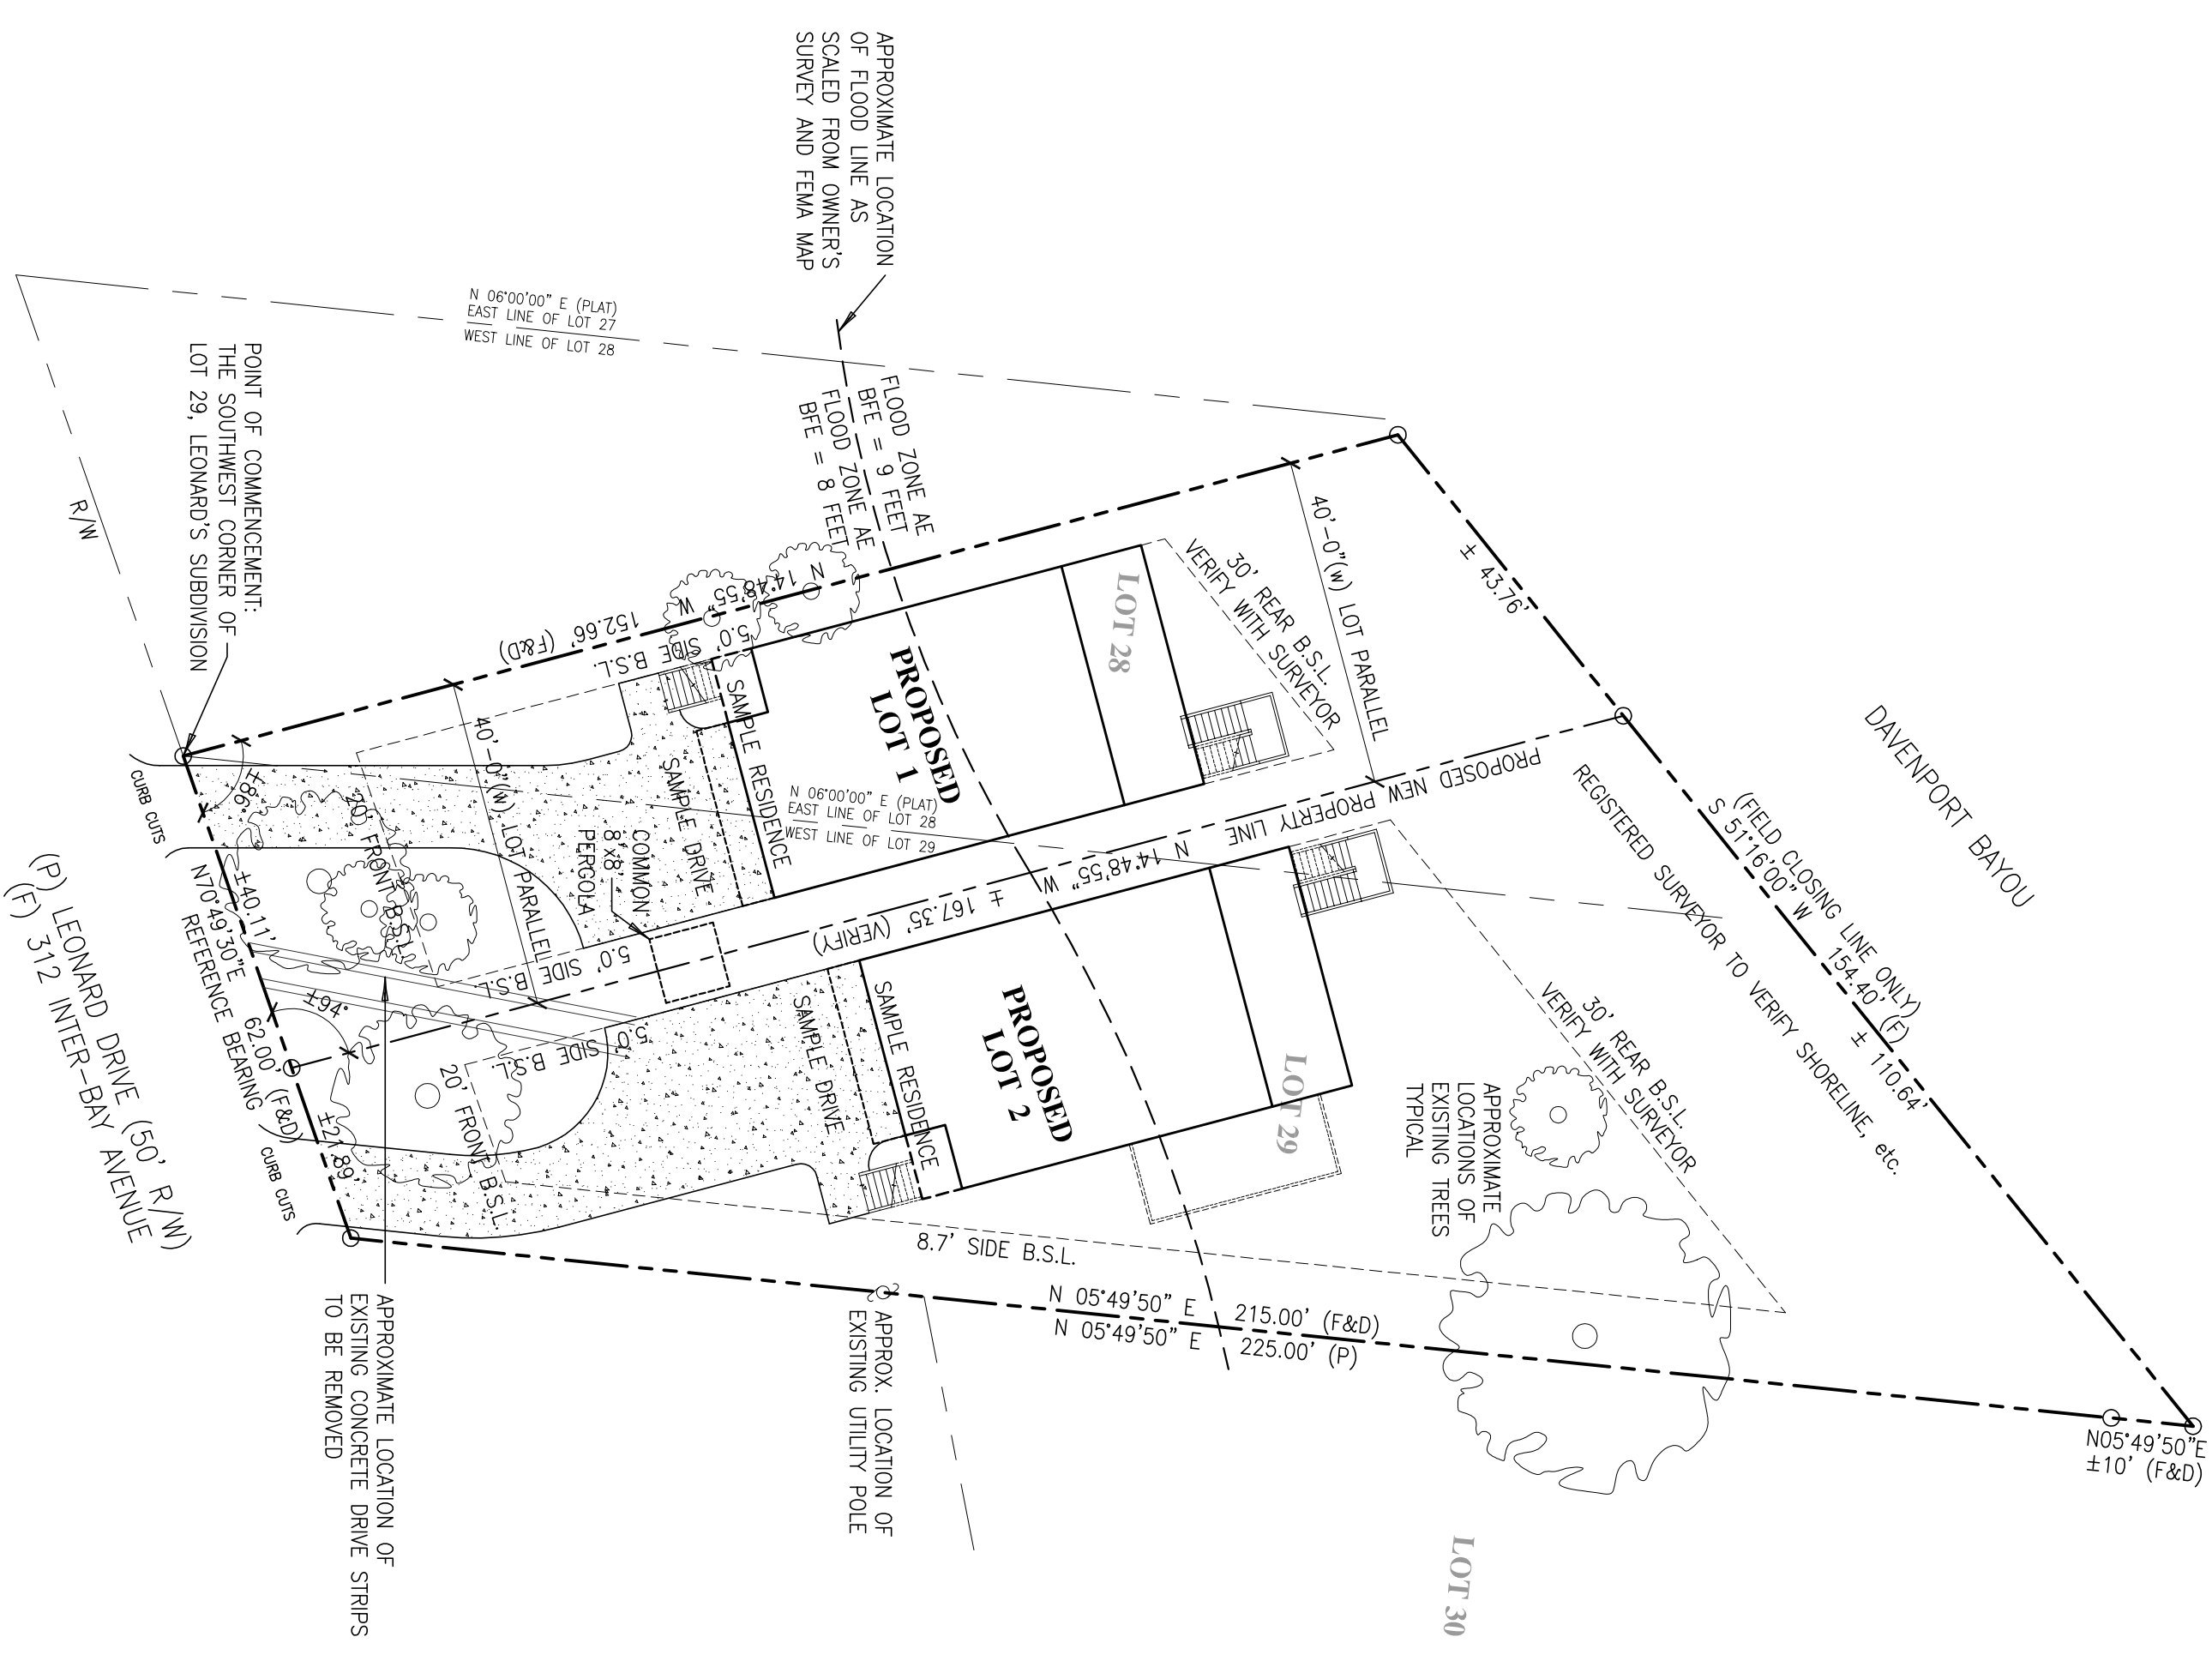 APPROXIMATE LOCATION
OF FLOOD LINE AS
SCALED FROM OWNER'S
SURVEY AND FEMA MAP
N 06°00'00" E (PLAT)
EAST LINE OF LOT 27
WEST LINE OF LOT 28
POINT OF COMMENCEMENT:
THE SOUTHWEST CORNER OF
LOT 29, LEONARD'S SUBDIVISION
R/W
FLOOD ZONE AE
BFE = 9 FEET
FLOOD ZONE AE
BFE = 8 FEET
N 14°48'55" W 152.66' (F&D)
5.0' SIDE B.S.L.
40'-0"(W) LOT PARALLEL
± 43.76'
30' REAR B.S.L.
VERIFY WITH SURVEYOR
LOT 28
PROPOSED
LOT 1
SAMPLE RESIDENCE
SAMPLE DRIVE
40'-0"(W) LOT PARALLEL
N 06°00'00" E (PLAT)
EAST LINE OF LOT 28
WEST LINE OF LOT 29
COMMON
8'x8'
PERGOLA
PROPOSED NEW PROPERTY LINE N 14°48'55" W ± 167.35' (VERIFY)
5.0' SIDE B.S.L.
5.0' SIDE B.S.L.
20' FRONT B.S.L.
±86°
±40.11'
N70°49'30"E 62.00' (F&D)
REFERENCE BEARING
±94°
±21.89'
CURB CUTS
CURB CUTS
(P) LEONARD DRIVE (50' R/W)
(F) 312 INTER-BAY AVENUE
20' FRONT B.S.L.
SAMPLE DRIVE
SAMPLE RESIDENCE
PROPOSED
LOT 2
LOT 29
30' REAR B.S.L.
VERIFY WITH SURVEYOR
APPROXIMATE
LOCATIONS OF
EXISTING TREES
TYPICAL
DAVENPORT BAYOU
(FIELD CLOSING LINE ONLY)
S 51°16'00" W 154.40' (F)
± 110.64'
REGISTERED SURVEYOR TO VERIFY SHORELINE, etc.
8.7' SIDE B.S.L.
N 05°49'50" E 215.00' (F&D)
N 05°49'50" E 225.00' (P)
N05°49'50"E
±10' (F&D)
APPROX. LOCATION OF
EXISTING UTILITY POLE
APPROXIMATE LOCATION OF
EXISTING CONCRETE DRIVE STRIPS
TO BE REMOVED
LOT 30